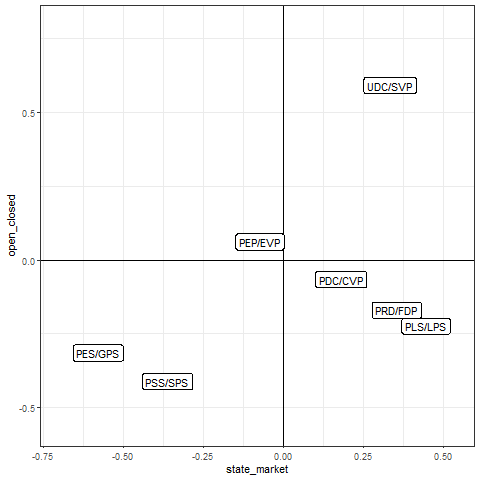 UDC/SVP
0.5
PEP/EVP
0.0
PDC/CVP
PRD/FDP
PLS/LPS
PES/GPS
PSS/SPS
-0.5
open_closed
-0.75 -0.50 -0.25 0.00 0.25 0.50
state_market